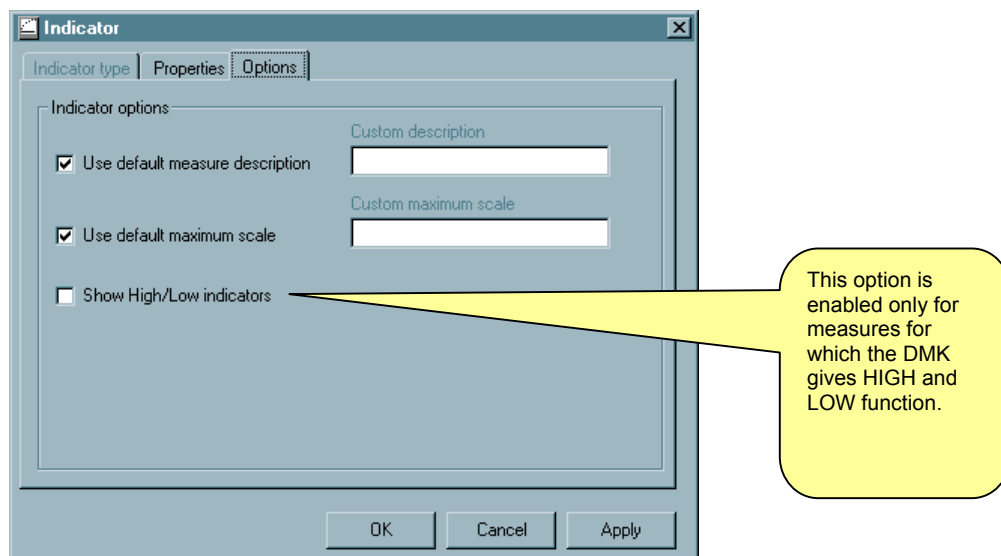 Indicator
Indicator type Properties Options
Indicator options
Custom description
Use default measure description
Custom maximum scale
Use default maximum scale
Show High/Low indicators
This option is
enabled only for
measures for
which the DMK
gives HIGH and
LOW function.
OK Cancel Apply